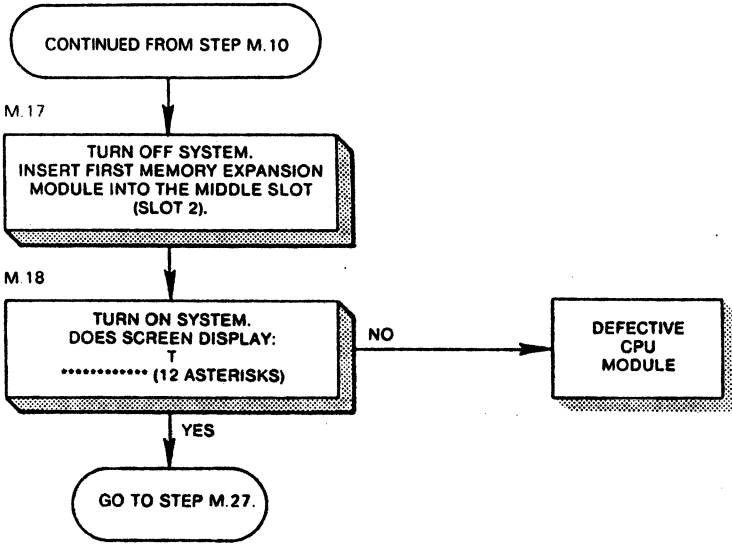 CONTINUED FROM STEP M.10
M.17
TURN OFF SYSTEM.
INSERT FIRST MEMORY EXPANSION
MODULE INTO THE MIDDLE SLOT
(SLOT 2).
M.18
TURN ON SYSTEM.
DOES SCREEN DISPLAY:
T
************ (12 ASTERISKS)
NO
DEFECTIVE
CPU
MODULE
YES
GO TO STEP M.27.